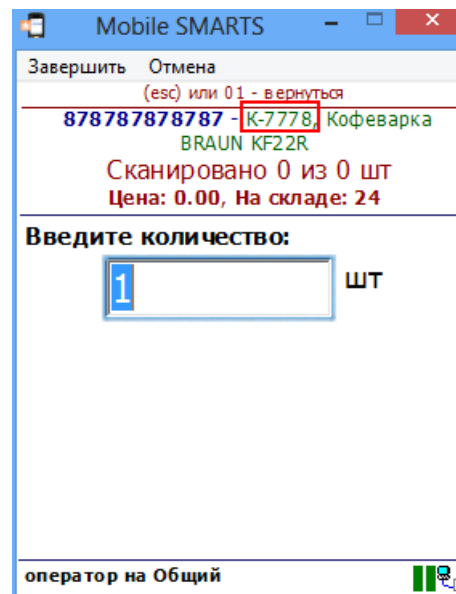 Mobile SMARTS
Завершить Отмена
(esc) или 01 - вернуться
878787878787 - К-7778, Кофеварка
BRAUN KF22R
Сканировано 0 из 0 шт
Цена: 0.00, На складе: 24
Введите количество:
1 шт
оператор на Общий